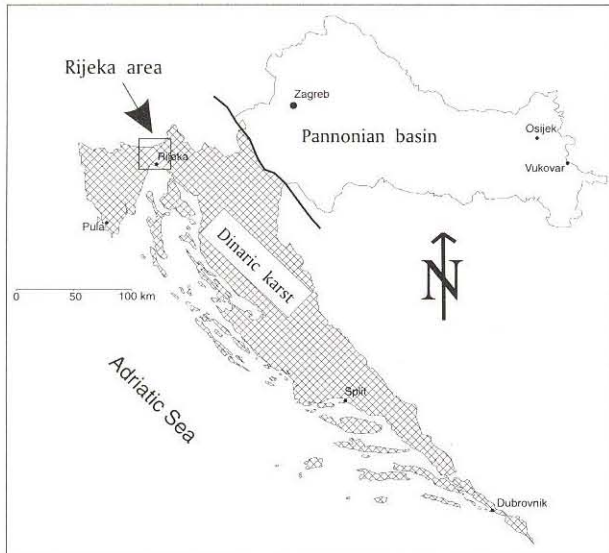 Rijeka area
Zagreb
Pannonian basin
Osijek
Vukovar
Rijeka
Pula
Dinaric karst
N
0 50 100 km
Adriatic Sea
Split
Dubrovnik